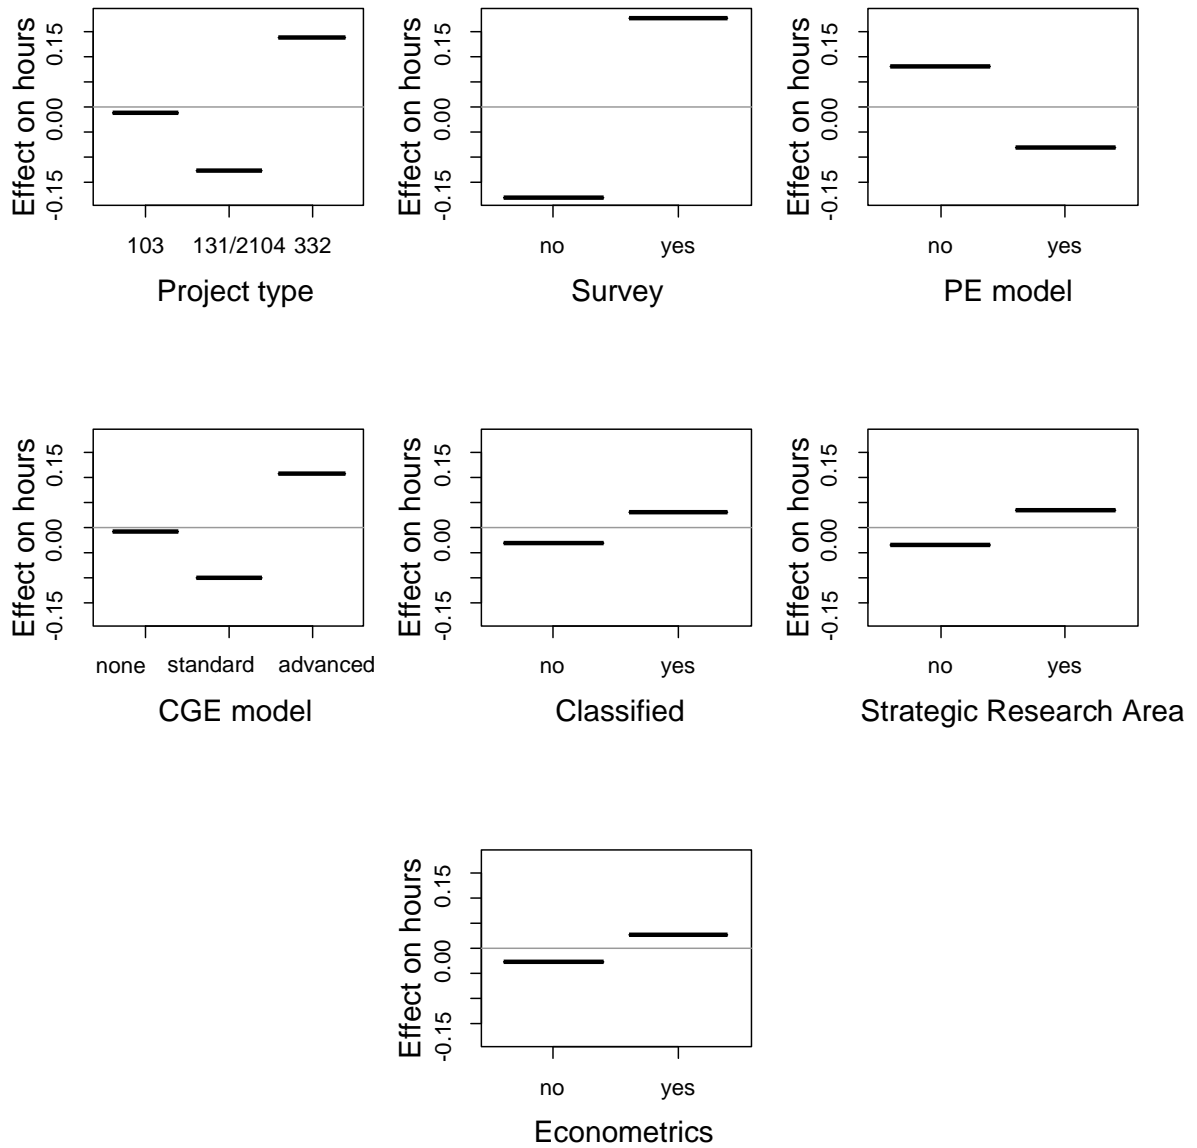 Effect on hours
0.15
0.00
-0.15
103 131/2104 332
Project type
Effect on hours
0.15
0.00
-0.15
no yes
Survey
Effect on hours
0.15
0.00
-0.15
no yes
PE model
Effect on hours
0.15
0.00
-0.15
none standard advanced
CGE model
Effect on hours
0.15
0.00
-0.15
no yes
Classified
Effect on hours
0.15
0.00
-0.15
no yes
Strategic Research Area
Effect on hours
0.15
0.00
-0.15
no yes
Econometrics